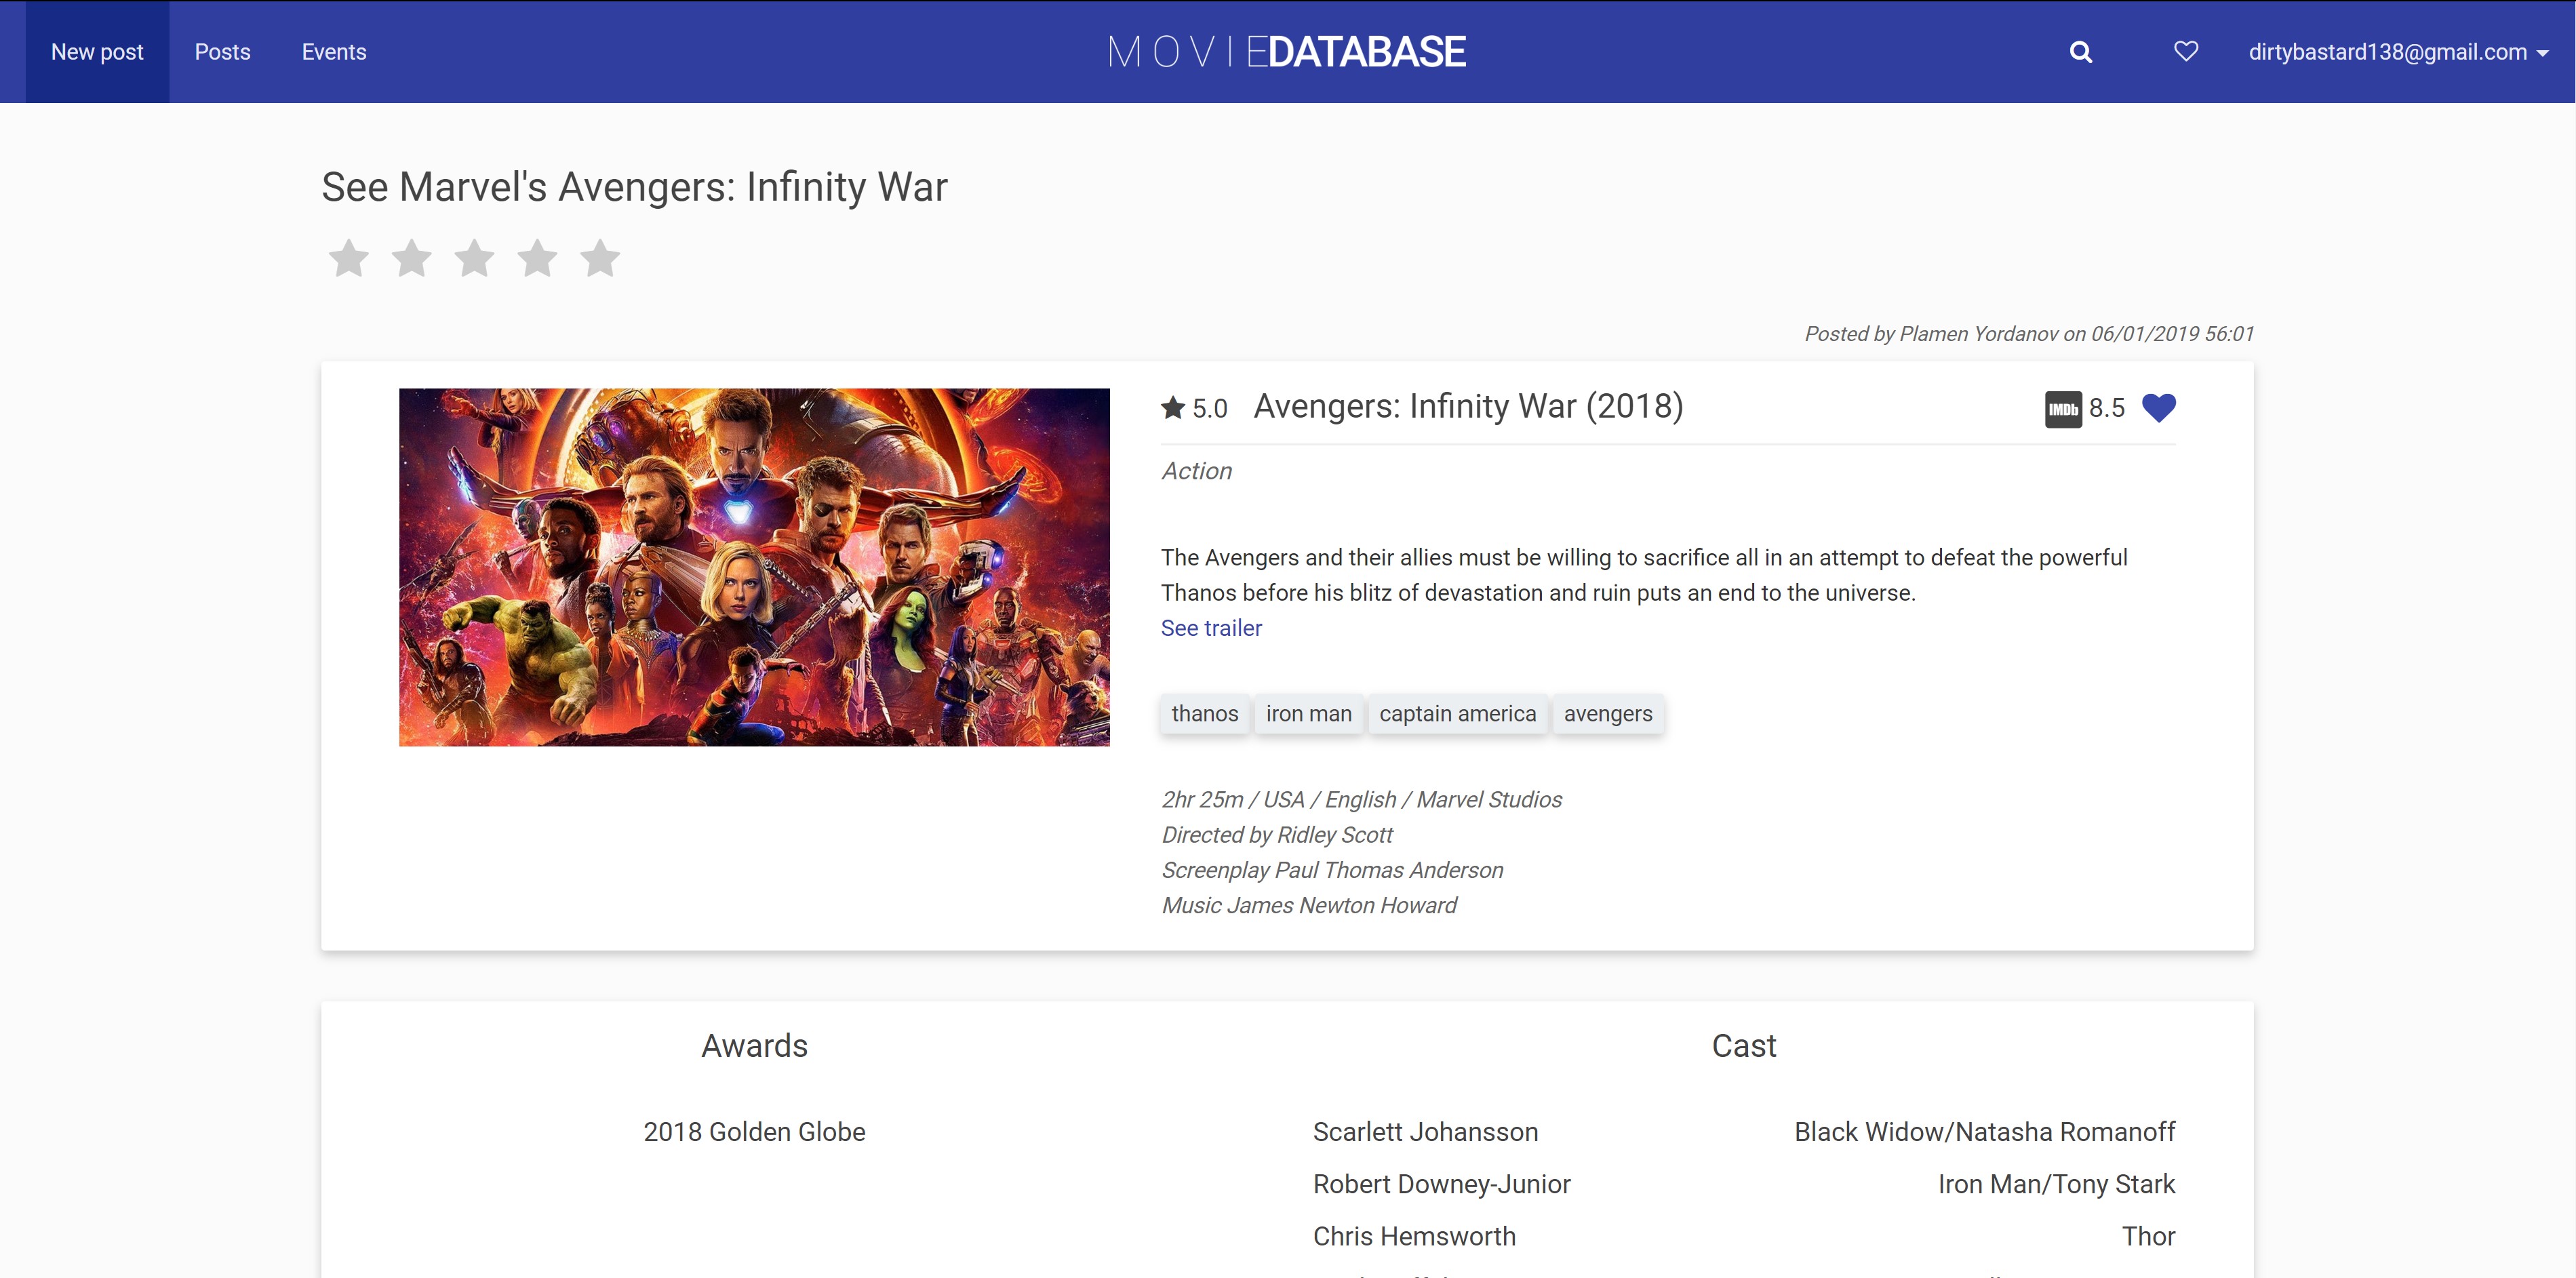 New post Posts Events MOVIEDATABASE dirtybastard138@gmail.com
See Marvel's Avengers: Infinity War
Posted by Plamen Yordanov on 06/01/2019 56:01
5.0 Avengers: Infinity War (2018) IMDb 8.5
Action
The Avengers and their allies must be willing to sacrifice all in an attempt to defeat the powerful
Thanos before his blitz of devastation and ruin puts an end to the universe.
See trailer
thanos iron man captain america avengers
2hr 25m / USA / English / Marvel Studios
Directed by Ridley Scott
Screenplay Paul Thomas Anderson
Music James Newton Howard
Awards Cast
2018 Golden Globe Scarlett Johansson Black Widow/Natasha Romanoff
Robert Downey-Junior Iron Man/Tony Stark
Chris Hemsworth Thor